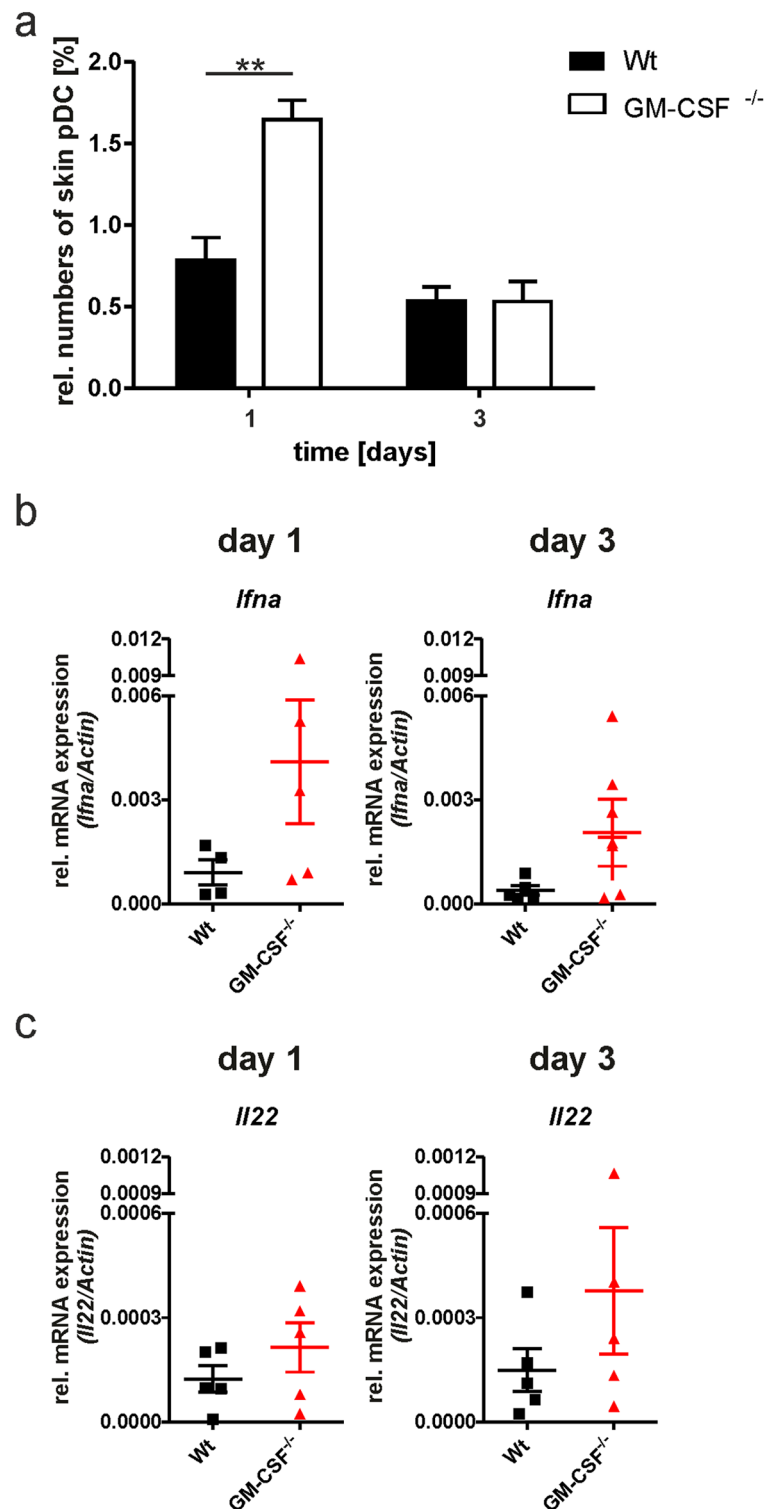 a
rel. numbers of skin pDC [%]
2.0
1.5
1.0
0.5
0.0
**
Wt
GM-CSF -/-
1
3
time [days]
b
day 1
day 3
Ifna
Ifna
rel. mRNA expression
(Ifna/Actin)
0.012
0.009
0.006
0.003
0.000
Wt
GM-CSF-/-
rel. mRNA expression
(Ifna/Actin)
0.012
0.009
0.006
0.003
0.000
Wt
GM-CSF-/-
c
day 1
day 3
Il22
Il22
rel. mRNA expression
(Il22/Actin)
0.0012
0.0009
0.0006
0.0003
0.0000
Wt
GM-CSF-/-
rel. mRNA expression
(Il22/Actin)
0.0012
0.0009
0.0006
0.0003
0.0000
Wt
GM-CSF-/-